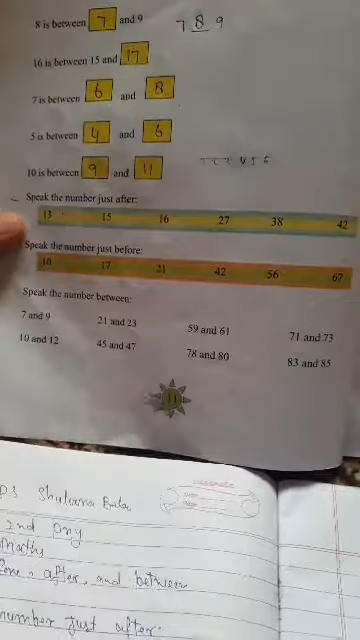 8 is between 7 and 9 7 8 9
16 is between 15 and 17
7 is between 6 and 8
5 is between 4 and 6
10 is between 9 and 11
Speak the number just after:
13 15 16 27 38 42
Speak the number just before:
10 17 21 42 56 67
Speak the number between:
7 and 9 21 and 23 59 and 61 71 and 73
10 and 12 45 and 47 78 and 80 83 and 85
11
classmate
2nd
Maths
after, and between
number just after: